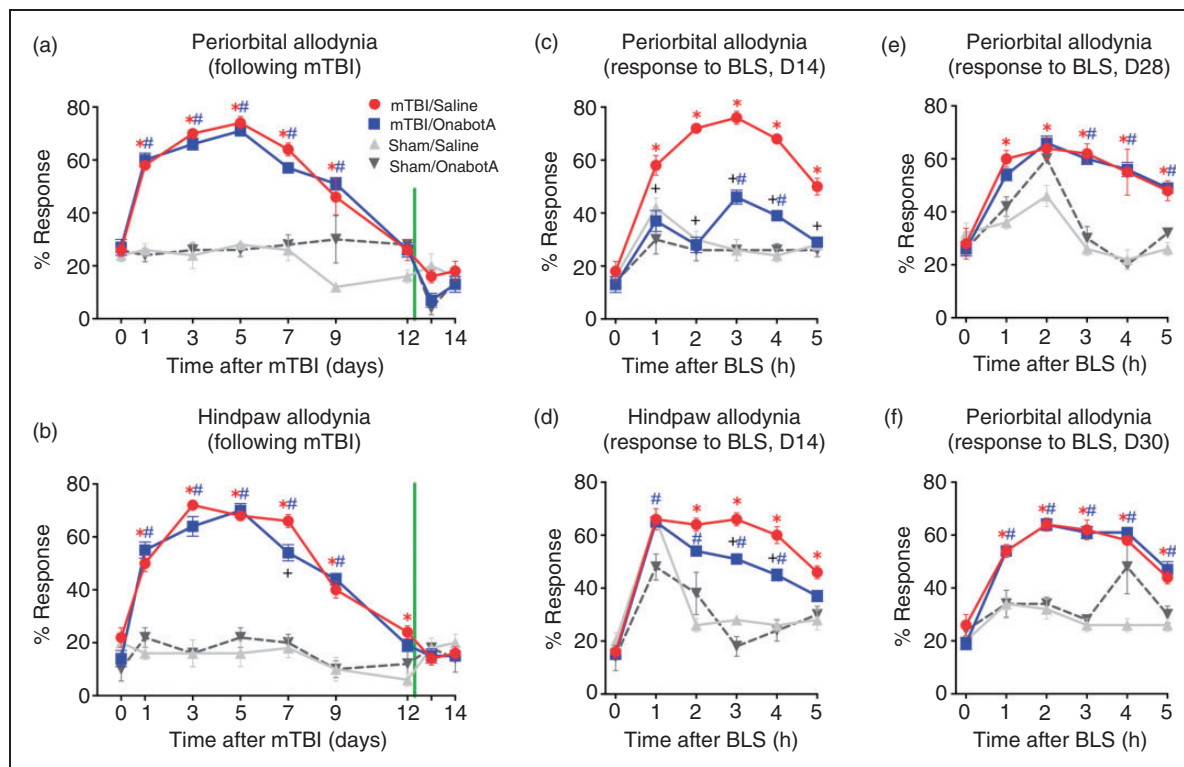 (a)
Periorbital allodynia
(following mTBI)
% Response
80
60
40
20
0
*# *# *# *# *#
mTBI/Saline
mTBI/OnabotA
Sham/Saline
Sham/OnabotA
0 1 3 5 7 9 12 14
Time after mTBI (days)
(c)
Periorbital allodynia
(response to BLS, D14)
% Response
80
60
40
20
0
* * * * *
+ + +# +# +
0 1 2 3 4 5
Time after BLS (h)
(e)
Periorbital allodynia
(response to BLS, D28)
% Response
80
60
40
20
0
* * *# *# *#
0 1 2 3 4 5
Time after BLS (h)
(b)
Hindpaw allodynia
(following mTBI)
% Response
80
60
40
20
0
*# *# *# *# *# *
+
0 1 3 5 7 9 12 14
Time after mTBI (days)
(d)
Hindpaw allodynia
(response to BLS, D14)
% Response
80
60
40
20
0
# * * * *
# +# +#
0 1 2 3 4 5
Time after BLS (h)
(f)
Periorbital allodynia
(response to BLS, D30)
% Response
80
60
40
20
0
*# *# *# *# *#
0 1 2 3 4 5
Time after BLS (h)